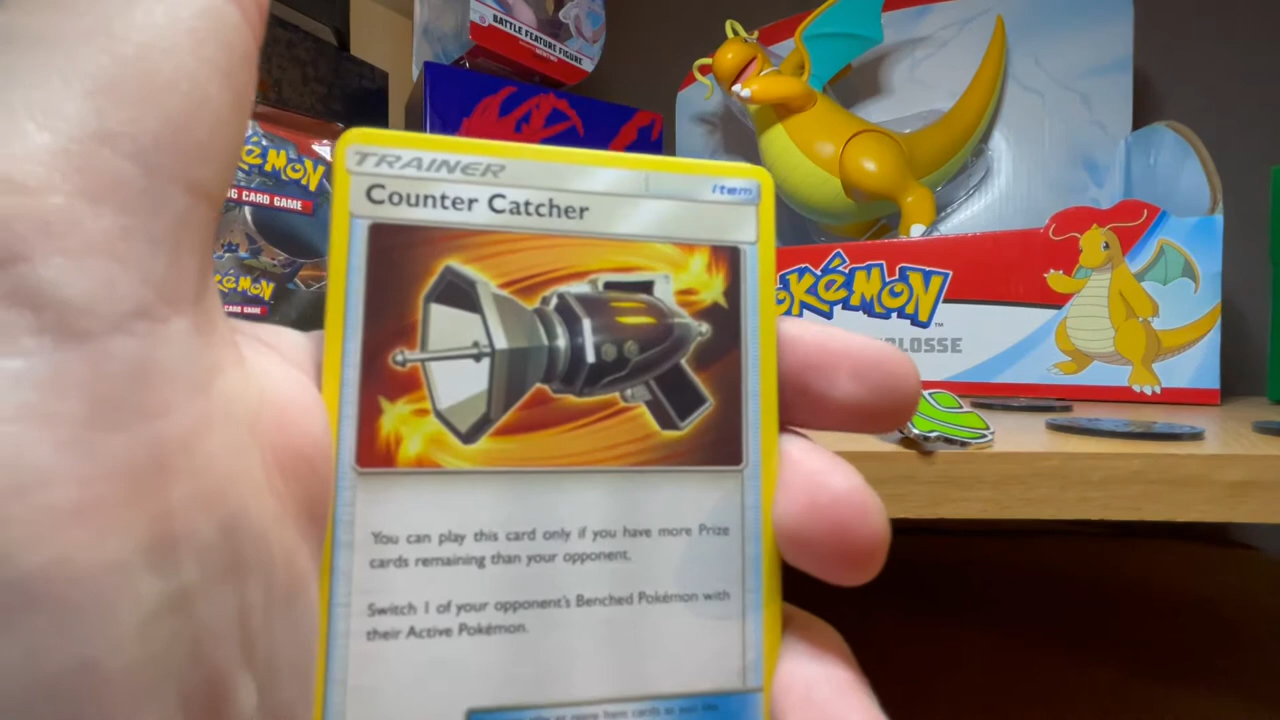 BATTLE FEATURE FIGURE
POKÉMON
TRAINER
Item
Counter Catcher
You can play this card only if you have more Prize
cards remaining than your opponent.
Switch 1 of your opponent's Benched Pokémon with
their Active Pokémon.
CARD GAME
CARD GAME